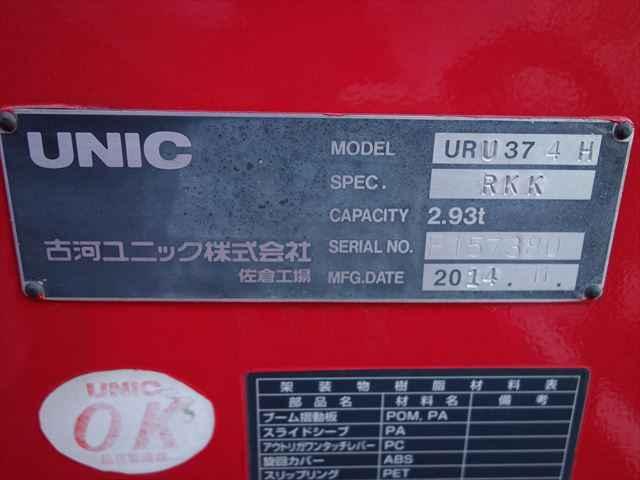 UNIC
MODEL URU374H
SPEC. RKK
CAPACITY 2.93t
古河ユニック株式会社
佐倉工場
SERIAL NO.
MFG.DATE 2014. 11.
UNIC
OK
架装物樹脂材料表
部品名 材料名 備考
ブーム摺動板 POM, PA
スライドシーブ PA
アウトリガワンタッチレバー PC
旋回カバー ABS
スリップリング PET